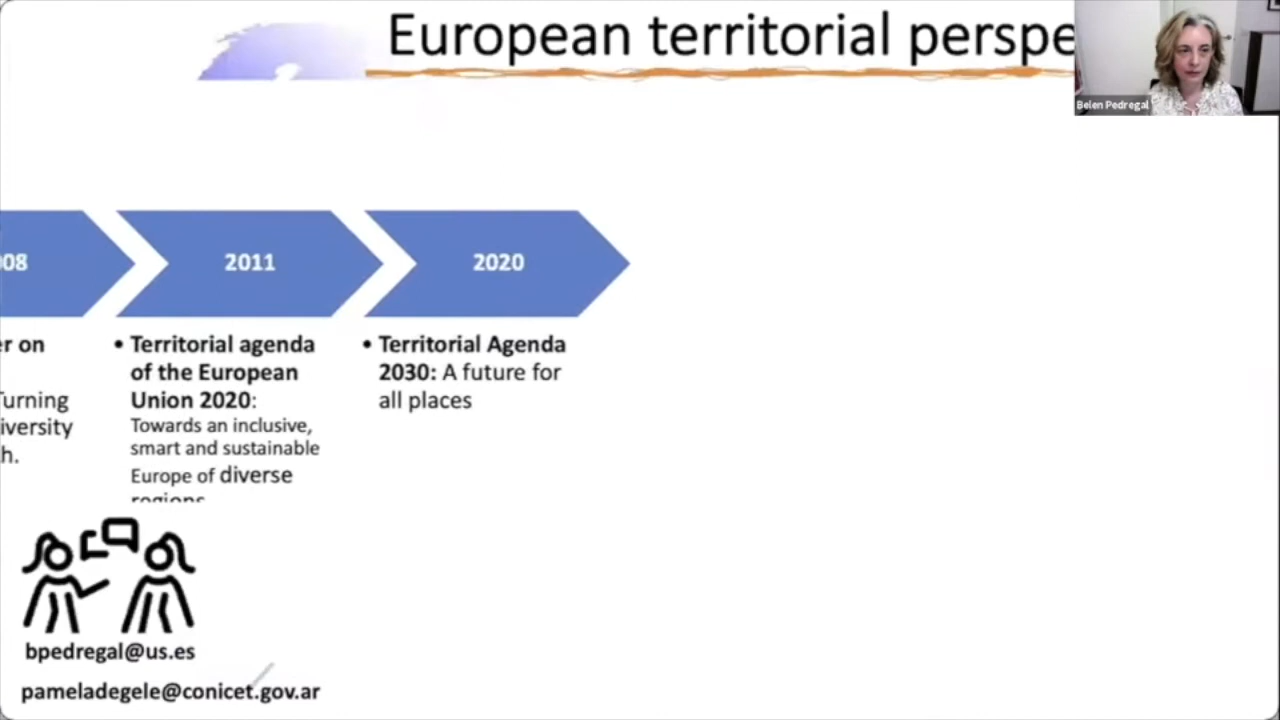 European territorial perspe
Belen Pedregal
08
2011
2020
er on
Turning
iversity
h.
• Territorial agenda
of the European
Union 2020:
Towards an inclusive,
smart and sustainable
Europe of diverse
regions
• Territorial Agenda
2030: A future for
all places
bpedregal@us.es
pameladegele@conicet.gov.ar